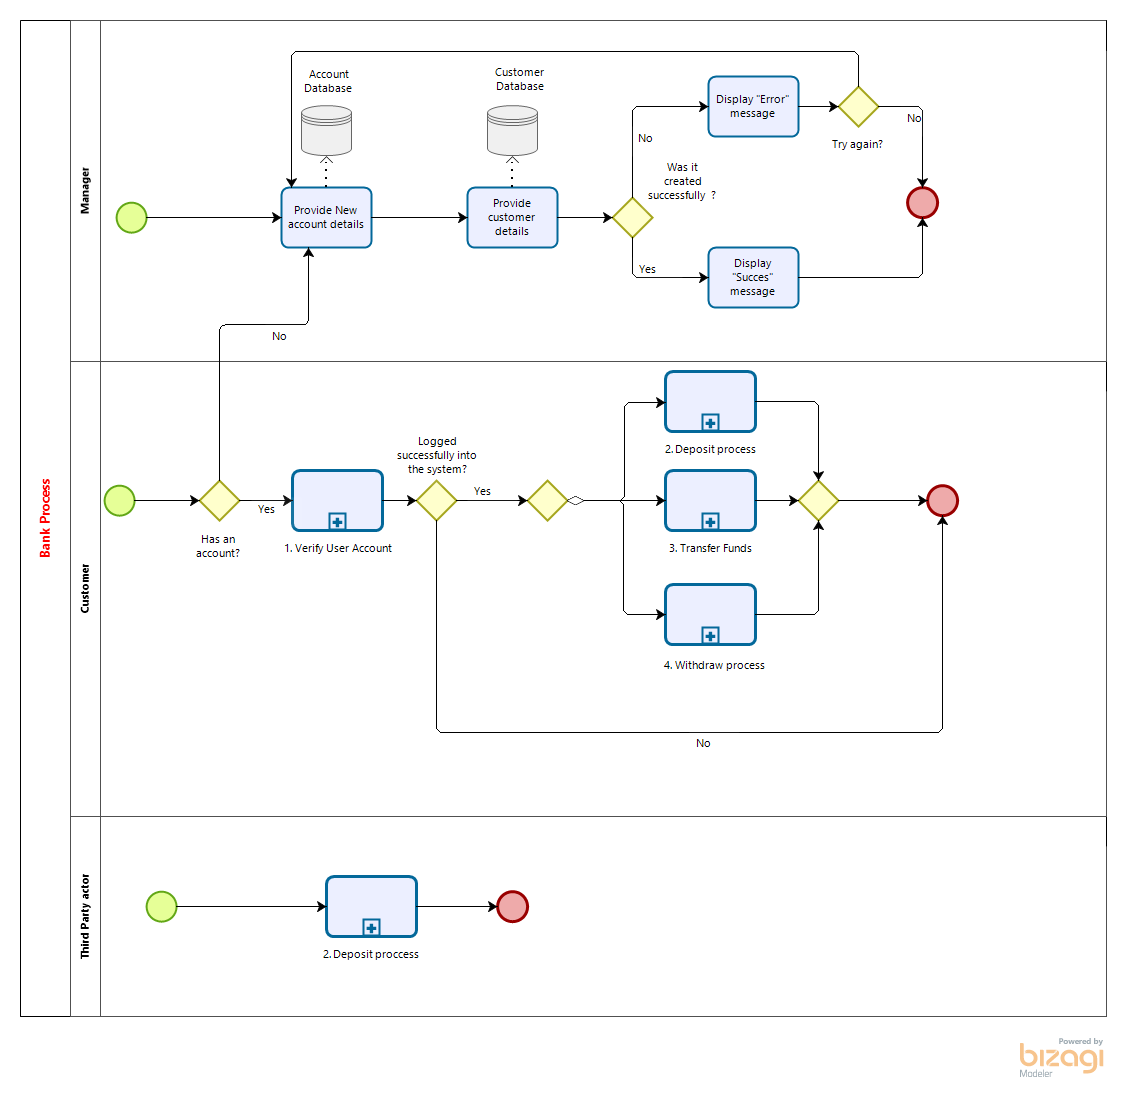 Bank Process
Manager
Account
Database
Customer
Database
Provide New
account details
Provide
customer
details
Was it
created
successfully ?
No
Yes
Display "Error"
message
Try again?
No
Display
"Succes"
message
No
Customer
Has an
account?
Yes
1. Verify User Account
Logged
successfully into
the system?
Yes
No
2. Deposit process
3. Transfer Funds
4. Withdraw process
Third Party actor
2. Deposit proccess
Powered by
bizagi
Modeler